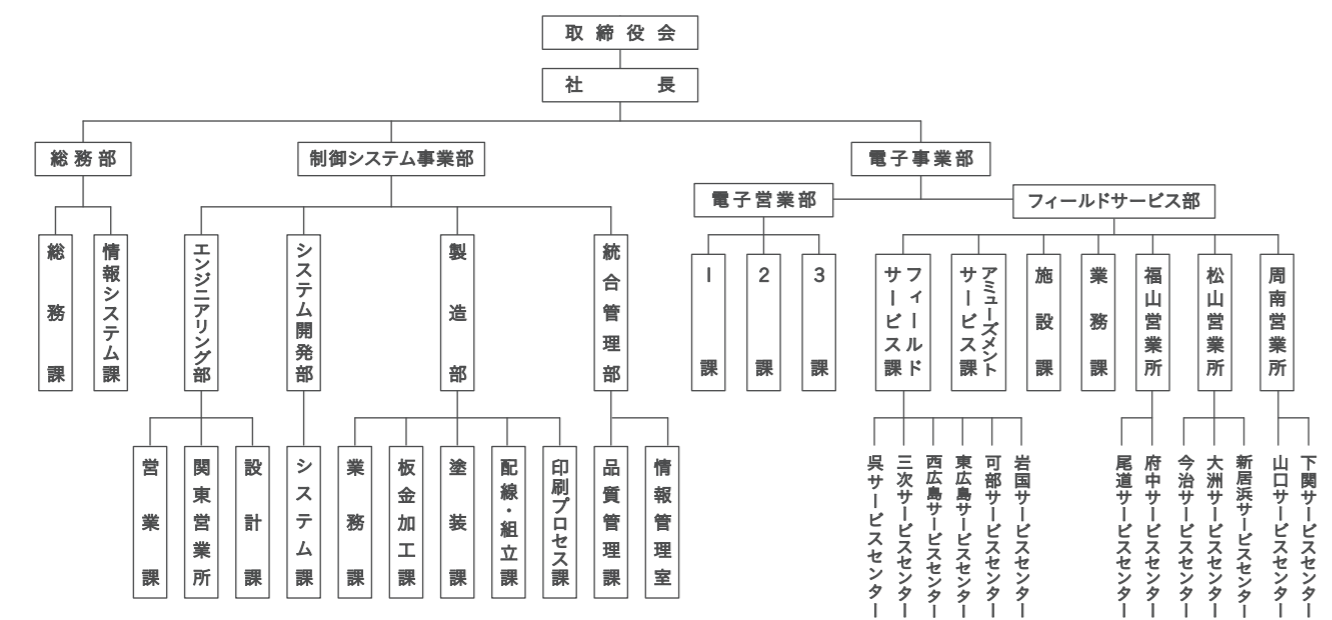 取締役会
社長
総務部
制御システム事業部
電子事業部
電子営業部
フィールドサービス部
総務課
情報システム課
エンジニアリング部
システム開発部
製造部
統合管理部
1課
2課
3課
フィールド
サービス課
アミューズメント
サービス課
施設課
業務課
福山営業所
松山営業所
周南営業所
営業課
関東営業所
設計課
システム課
業務課
板金加工課
塗装課
配線・組立課
印刷プロセス課
品質管理課
情報管理室
呉サービスセンター
三次サービスセンター
西広島サービスセンター
東広島サービスセンター
可部サービスセンター
岩国サービスセンター
尾道サービスセンター
府中サービスセンター
今治サービスセンター
大洲サービスセンター
新居浜サービスセンター
山口サービスセンター
下関サービスセンター